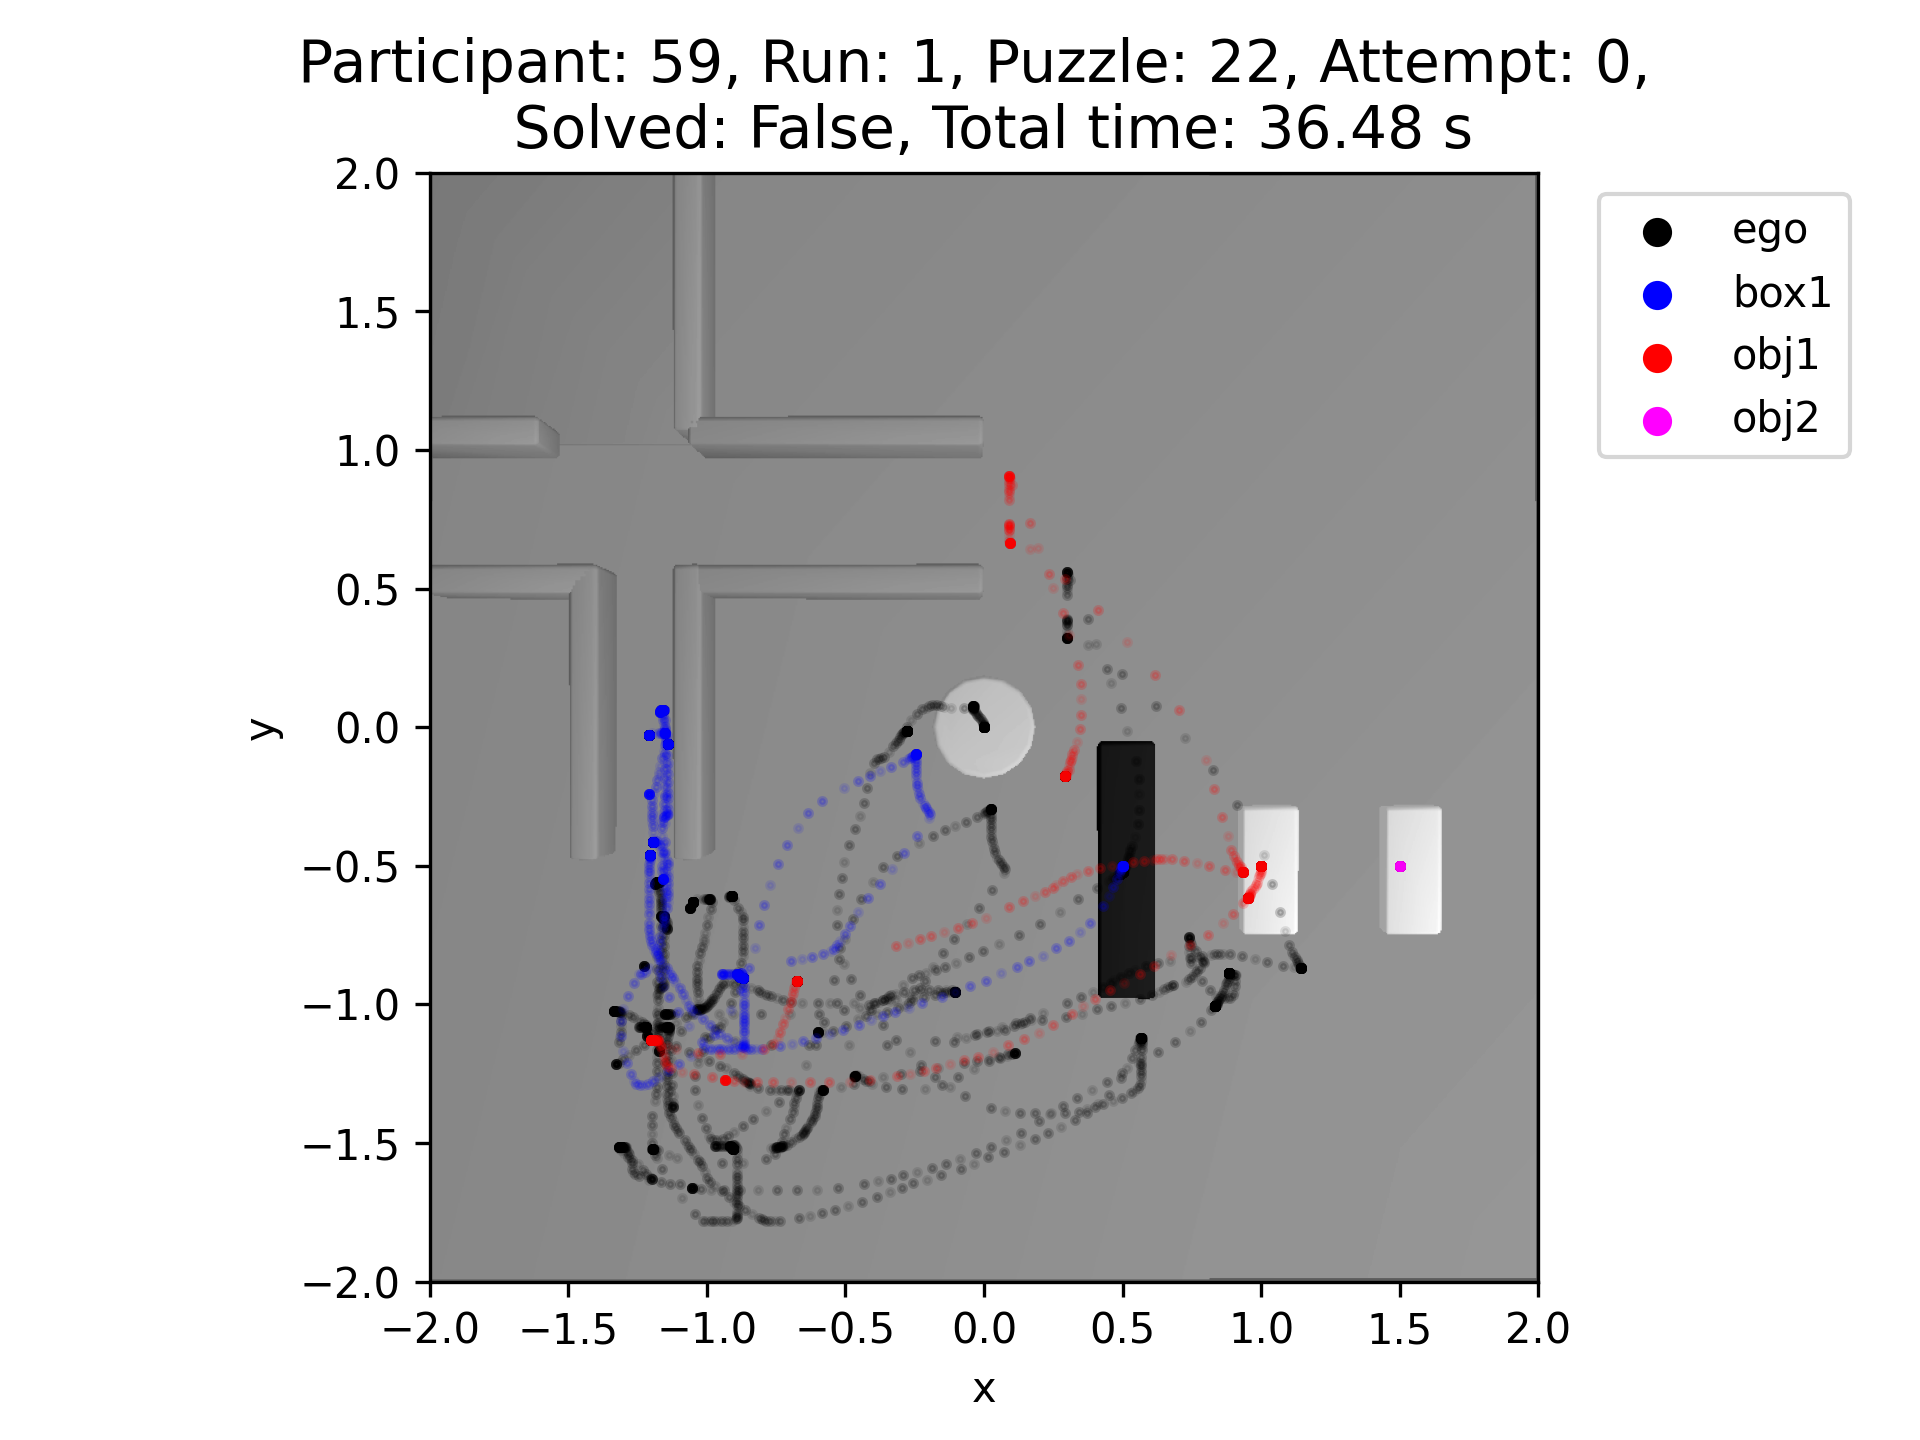 Participant: 59, Run: 1, Puzzle: 22, Attempt: 0,
Solved: False, Total time: 36.48 s
2.0
1.5
1.0
0.5
0.0
−0.5
−1.0
−1.5
−2.0
y
−2.0 −1.5 −1.0 −0.5 0.0 0.5 1.0 1.5 2.0
x
ego
box1
obj1
obj2